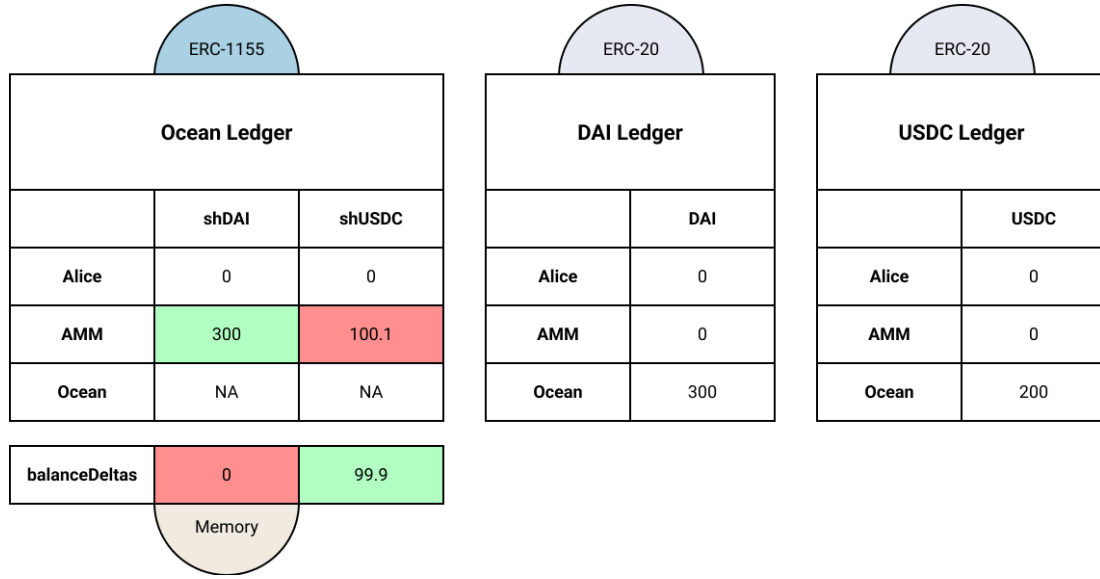 ERC-1155
ERC-20
ERC-20
Ocean Ledger
DAI Ledger
USDC Ledger
shDAI shUSDC
DAI
USDC
Alice 0 0
Alice 0
Alice 0
AMM 300 100.1
AMM 0
AMM 0
Ocean NA NA
Ocean 300
Ocean 200
balanceDeltas 0 99.9
Memory